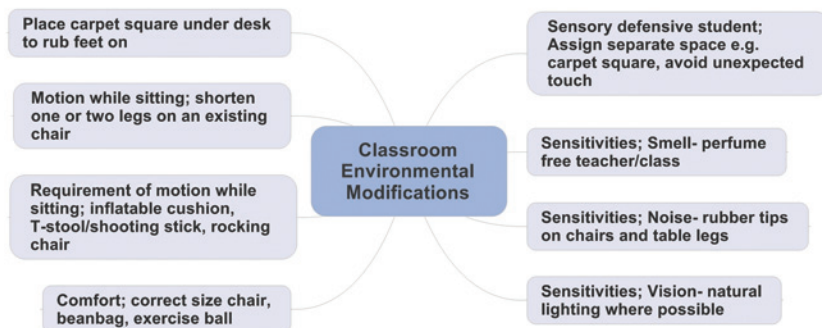 Place carpet square under desk
to rub feet on
Motion while sitting; shorten
one or two legs on an existing
chair
Requirement of motion while
sitting; inflatable cushion,
T-stool/shooting stick, rocking
chair
Comfort; correct size chair,
beanbag, exercise ball
Classroom
Environmental
Modifications
Sensory defensive student;
Assign separate space e.g.
carpet square, avoid unexpected
touch
Sensitivities; Smell- perfume
free teacher/class
Sensitivities; Noise- rubber tips
on chairs and table legs
Sensitivities; Vision- natural
lighting where possible